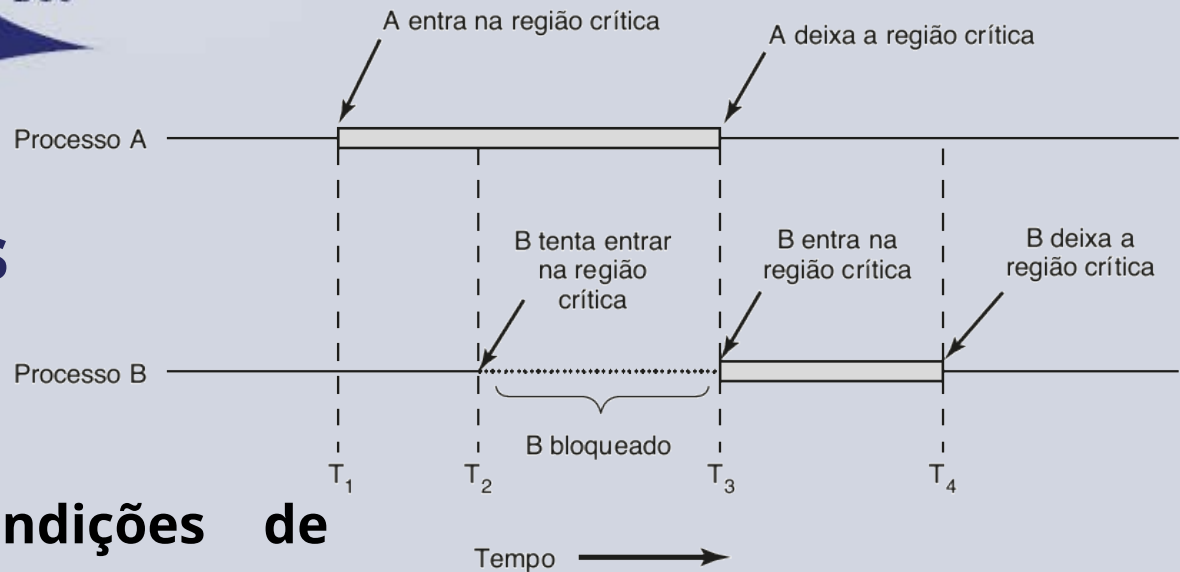 A entra na região crítica
A deixa a região crítica
Processo A
B tenta entrar
na região
crítica
B entra na
região crítica
B deixa a
região crítica
Processo B
B bloqueado
T1
T2
T3
T4
ndições de
Tempo